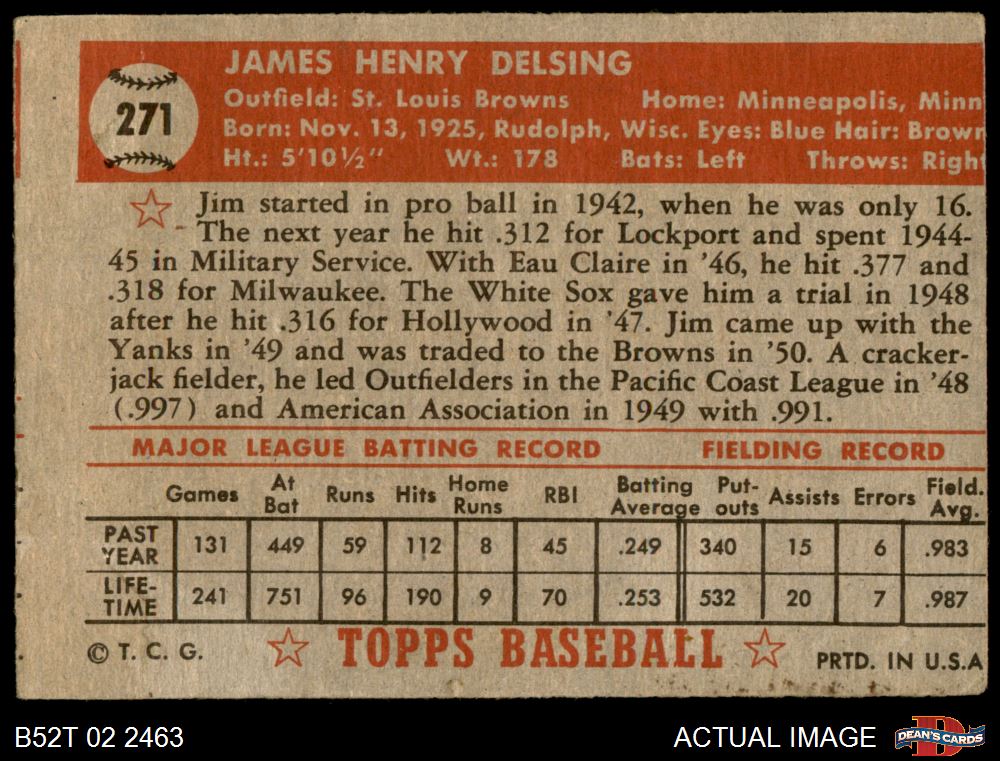 271
JAMES HENRY DELSING
Outfield: St. Louis Browns Home: Minneapolis, Minn
Born: Nov. 13, 1925, Rudolph, Wisc. Eyes: Blue Hair: Brown
Ht.: 5'10½" Wt.: 178 Bats: Left Throws: Right
Jim started in pro ball in 1942, when he was only 16.
The next year he hit .312 for Lockport and spent 1944-
45 in Military Service. With Eau Claire in '46, he hit .377 and
.318 for Milwaukee. The White Sox gave him a trial in 1948
after he hit .316 for Hollywood in '47. Jim came up with the
Yanks in '49 and was traded to the Browns in '50. A cracker-
jack fielder, he led Outfielders in the Pacific Coast League in '48
(.997) and American Association in 1949 with .991.
MAJOR LEAGUE BATTING RECORD FIELDING RECORD
Games At Bat Runs Hits Home Runs RBI Batting Average Put-outs Assists Errors Field. Avg.
PAST YEAR 131 449 59 112 8 45 .249 340 15 6 .983
LIFE-TIME 241 751 96 190 9 70 .253 532 20 7 .987
© T. C. G. TOPPS BASEBALL PRTD. IN U.S.A
B52T 02 2463 ACTUAL IMAGE DEAN'S CARDS